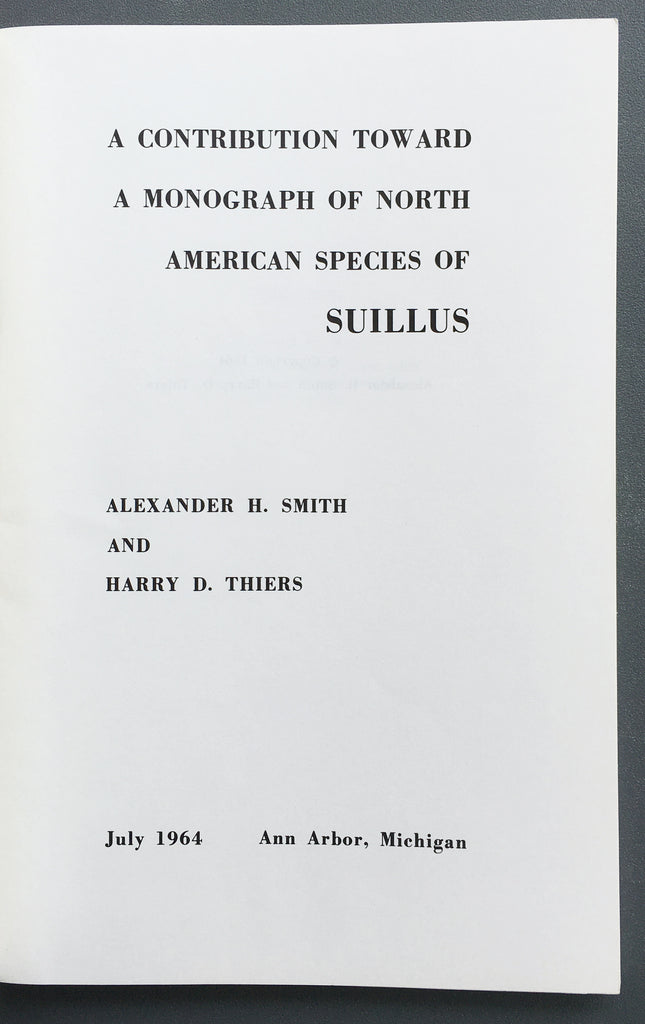 A CONTRIBUTION TOWARD
A MONOGRAPH OF NORTH
AMERICAN SPECIES OF
SUILLUS
ALEXANDER H. SMITH
AND
HARRY D. THIERS
July 1964 Ann Arbor, Michigan